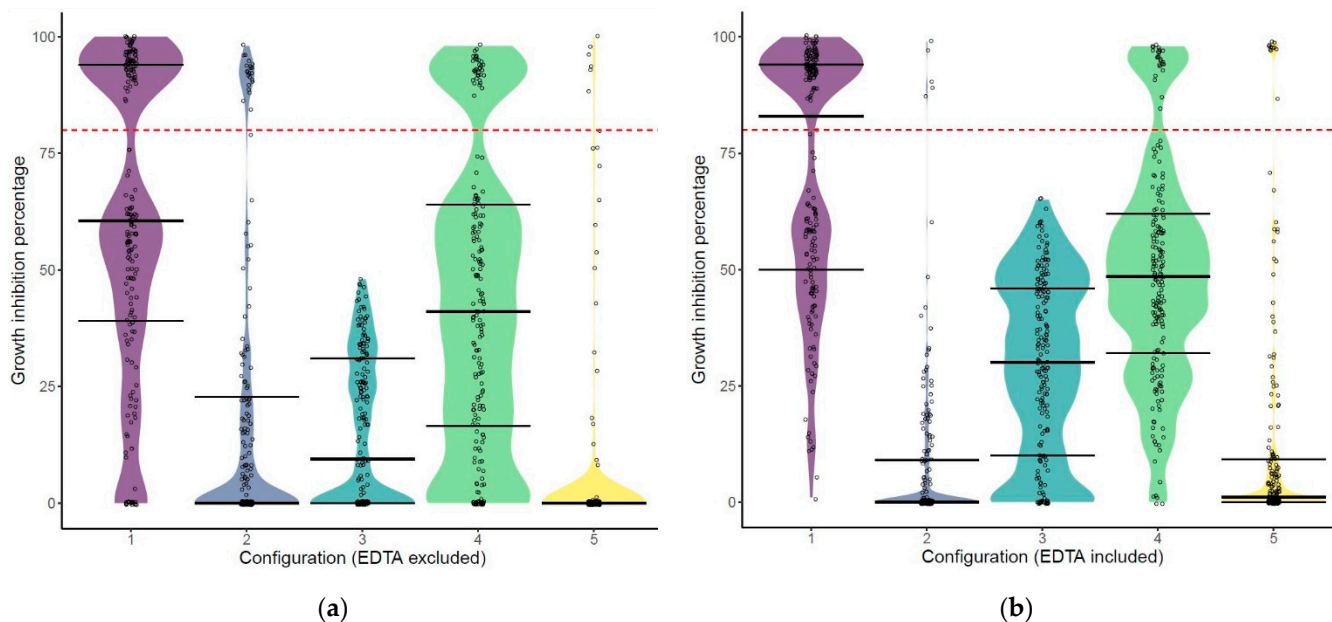 100
75
50
25
0
Growth inhibition percentage
1 2 3 4 5
Configuration (EDTA excluded)
(a)
100
75
50
25
0
Growth inhibition percentage
1 2 3 4 5
Configuration (EDTA included)
(b)